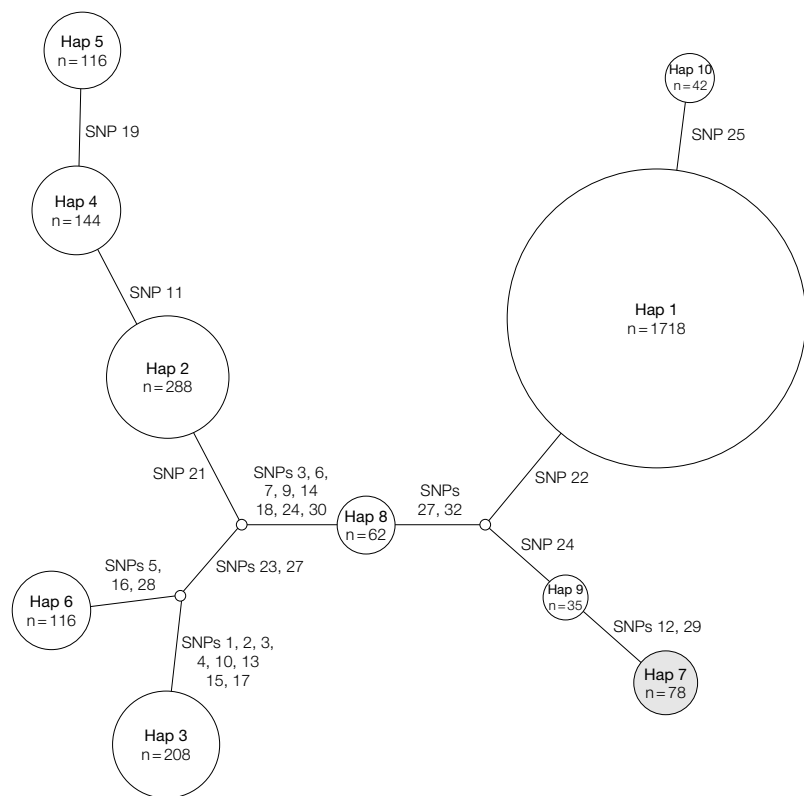 Hap 5
n=116
SNP 19
Hap 4
n=144
SNP 11
Hap 2
n=288
SNP 21
SNPs 3, 6,
7, 9, 14
18, 24, 30
Hap 8
n=62
SNPs
27, 32
Hap 10
n=42
SNP 25
Hap 1
n=1718
SNP 22
SNP 24
Hap 9
n=35
SNPs 12, 29
Hap 7
n=78
SNPs 23, 27
SNPs 5,
16, 28
Hap 6
n=116
SNPs 1, 2, 3,
4, 10, 13
15, 17
Hap 3
n=208